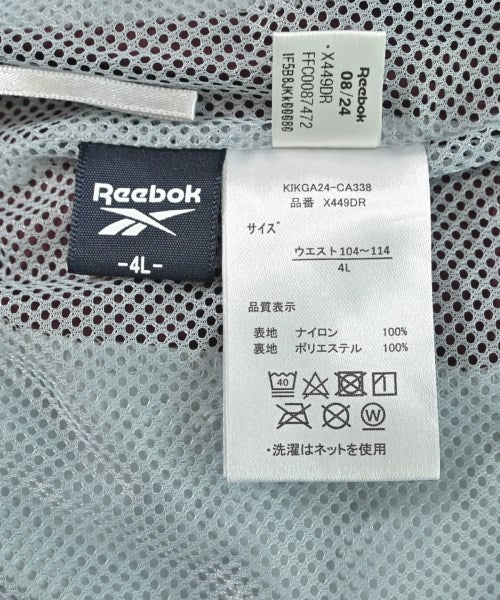 Reebok
08/24
・X449DR
FFC0087472
Reebok
-4L-
KIKGA24-CA338
品番 X449DR
サイズ
ウエスト104～114
4L
品質表示
表地 ナイロン 100%
裏地 ポリエステル 100%
40
W
・洗濯はネットを使用